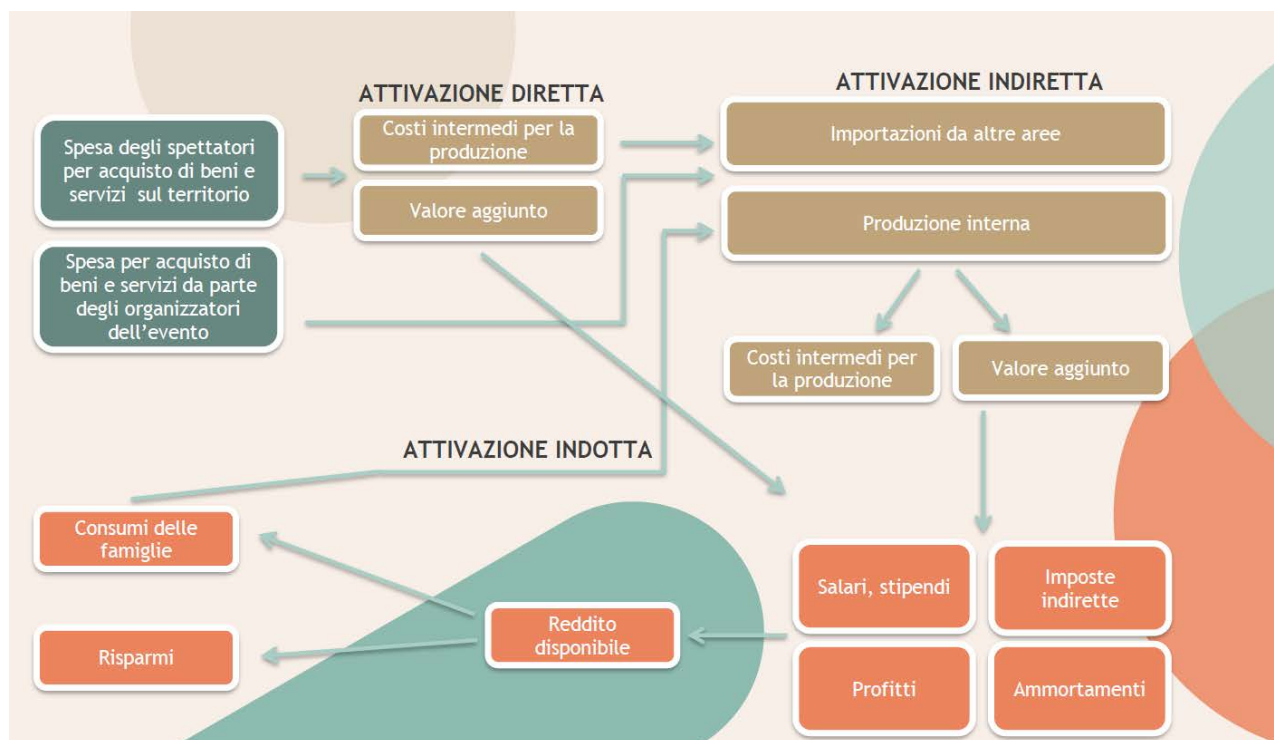 ATTIVAZIONE DIRETTA
ATTIVAZIONE INDIRETTA
Spesa degli spettatori
per acquisto di beni e
servizi sul territorio
Costi intermedi per la
produzione
Valore aggiunto
Importazioni da altre aree
Produzione interna
Spesa per acquisto di
beni e servizi da parte
degli organizzatori
dell'evento
Costi intermedi per
la produzione
Valore aggiunto
ATTIVAZIONE INDOTTA
Consumi delle
famiglie
Risparmi
Reddito
disponibile
Salari, stipendi
Imposte
indirette
Profitti
Ammortamenti